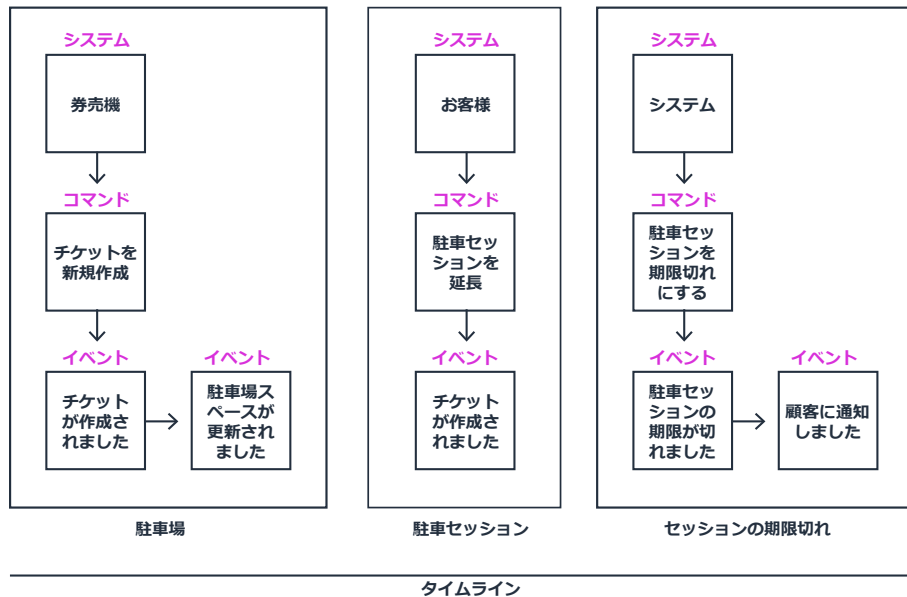 システム
券売機
コマンド
チケットを
新規作成
イベント
チケット
が作成さ
れました
イベント
駐車場ス
ペースが
更新され
ました
駐車場
システム
お客様
コマンド
駐車セッ
ションを
延長
イベント
チケット
が作成さ
れました
駐車セッション
システム
システム
コマンド
駐車セッ
ションを
期限切れ
にする
イベント
駐車セッ
ションの
期限が切
れました
イベント
顧客に通知
しました
セッションの期限切れ
タイムライン